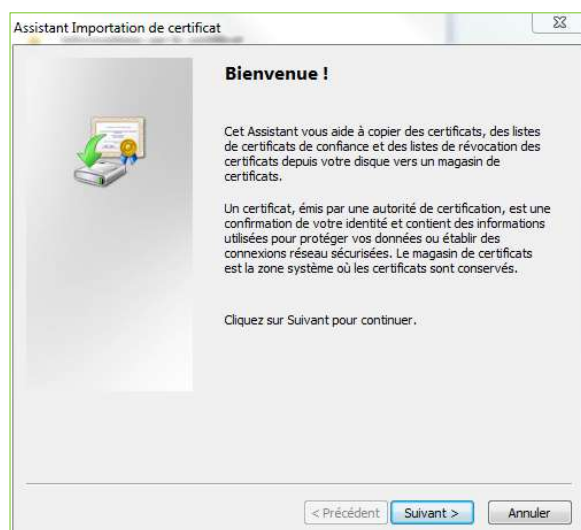 Assistant Importation de certificat
Bienvenue !
Cet Assistant vous aide à copier des certificats, des listes
de certificats de confiance et des listes de révocation des
certificats depuis votre disque vers un magasin de
certificats.
Un certificat, émis par une autorité de certification, est une
confirmation de votre identité et contient des informations
utilisées pour protéger vos données ou établir des
connexions réseau sécurisées. Le magasin de certificats
est la zone système où les certificats sont conservés.
Cliquez sur Suivant pour continuer.
< Précédent Suivant > Annuler